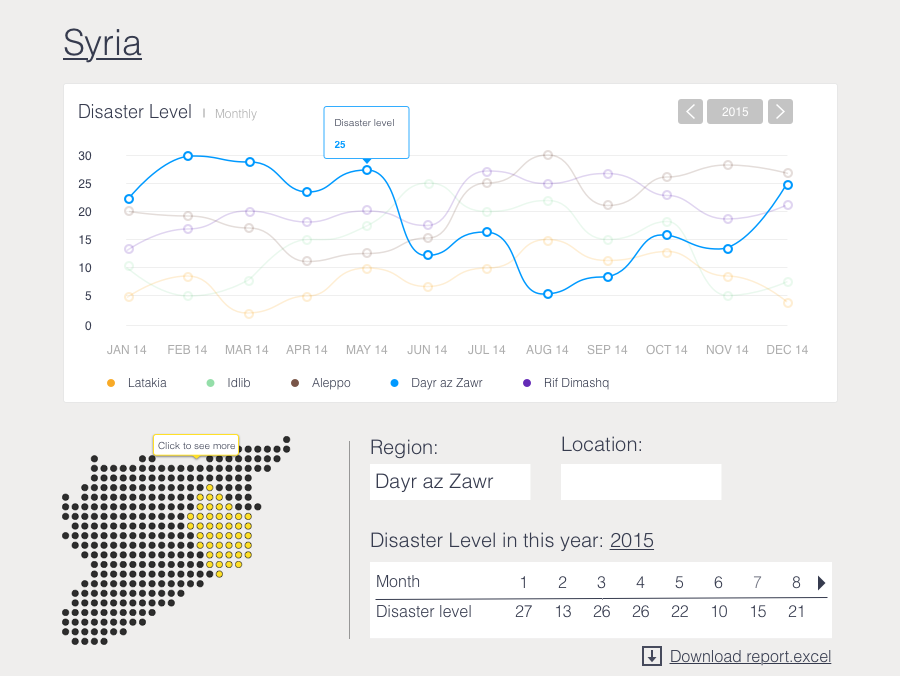 Syria
Disaster Level | Monthly
2015
Disaster level
25
30
25
20
15
10
5
0
JAN 14 FEB 14 MAR 14 APR 14 MAY 14 JUN 14 JUL 14 AUG 14 SEP 14 OCT 14 NOV 14 DEC 14
Latakia Idlib Aleppo Dayr az Zawr Rif Dimashq
Click to see more
Region: Location:
Dayr az Zawr
Disaster Level in this year: 2015
Month 1 2 3 4 5 6 7 8
Disaster level 27 13 26 26 22 10 15 21
Download report.excel